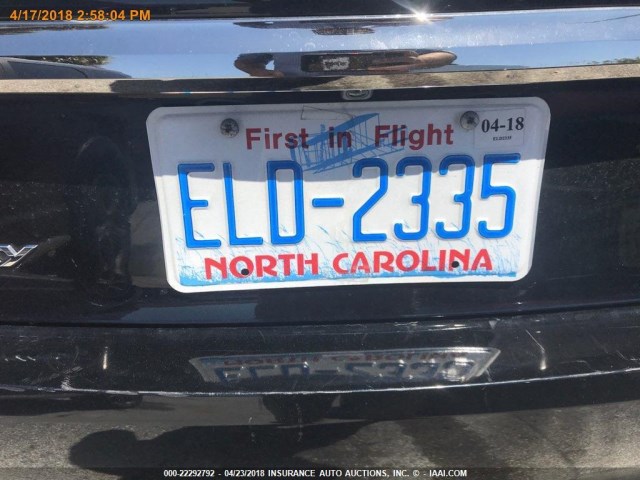 4/17/2018 2:58:04 PM
First in Flight
04-18
ELD-2335
NORTH CAROLINA
000-22292792 - 04/23/2018 INSURANCE AUTO AUCTIONS, INC. - IAAI.COM